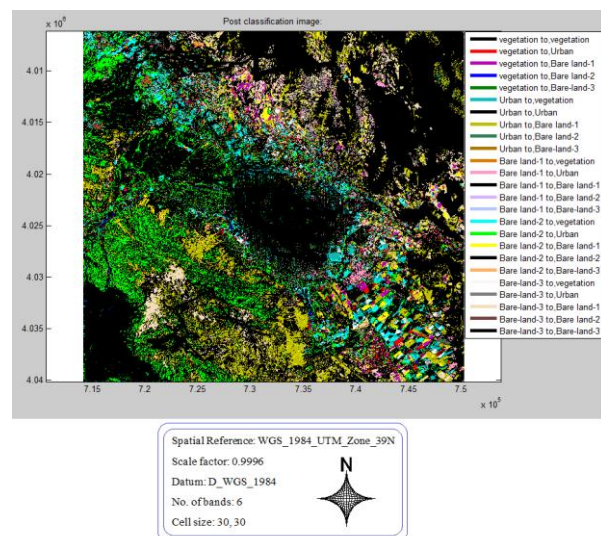 Post classification image:
x 10⁶
4.01
4.015
4.02
4.025
4.03
4.035
4.04
7.15
7.2
7.25
7.3
7.35
7.4
7.45
7.5
x 10⁵
vegetation to,vegetation
vegetation to,Urban
vegetation to,Bare land-1
vegetation to,Bare land-2
vegetation to,Bare-land-3
Urban to,vegetation
Urban to,Urban
Urban to,Bare land-1
Urban to,Bare land-2
Urban to,Bare-land-3
Bare land-1 to,vegetation
Bare land-1 to,Urban
Bare land-1 to,Bare land-1
Bare land-1 to,Bare land-2
Bare land-1 to,Bare-land-3
Bare land-2 to,vegetation
Bare land-2 to,Urban
Bare land-2 to,Bare land-1
Bare land-2 to,Bare land-2
Bare land-2 to,Bare-land-3
Bare-land-3 to,vegetation
Bare-land-3 to,Urban
Bare-land-3 to,Bare land-1
Bare-land-3 to,Bare land-2
Bare-land-3 to,Bare-land-3
Spatial Reference: WGS_1984_UTM_Zone_39N
Scale factor: 0.9996
Datum: D_WGS_1984
No. of bands: 6
Cell size: 30, 30
N